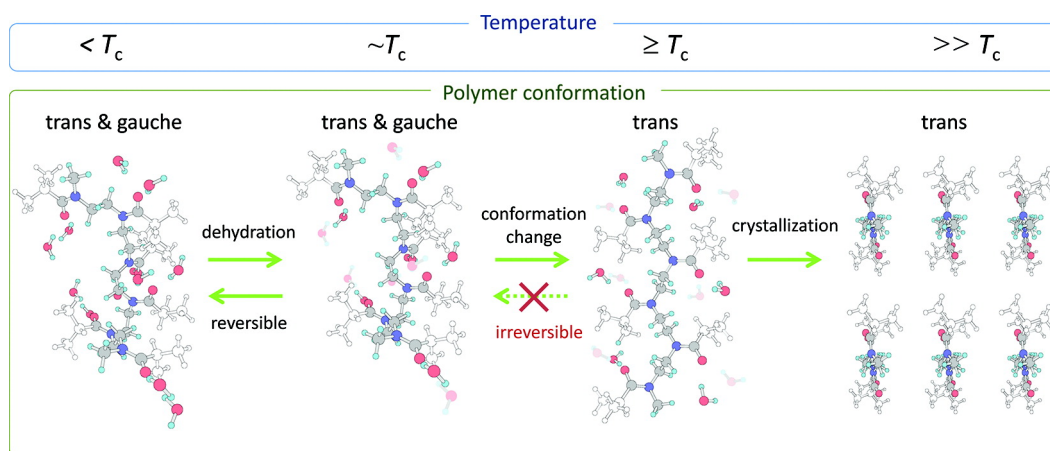 Temperature
< Tc
~Tc
≥ Tc
>> Tc
Polymer conformation
trans & gauche
trans & gauche
trans
trans
dehydration
reversible
conformation
change
irreversible
crystallization